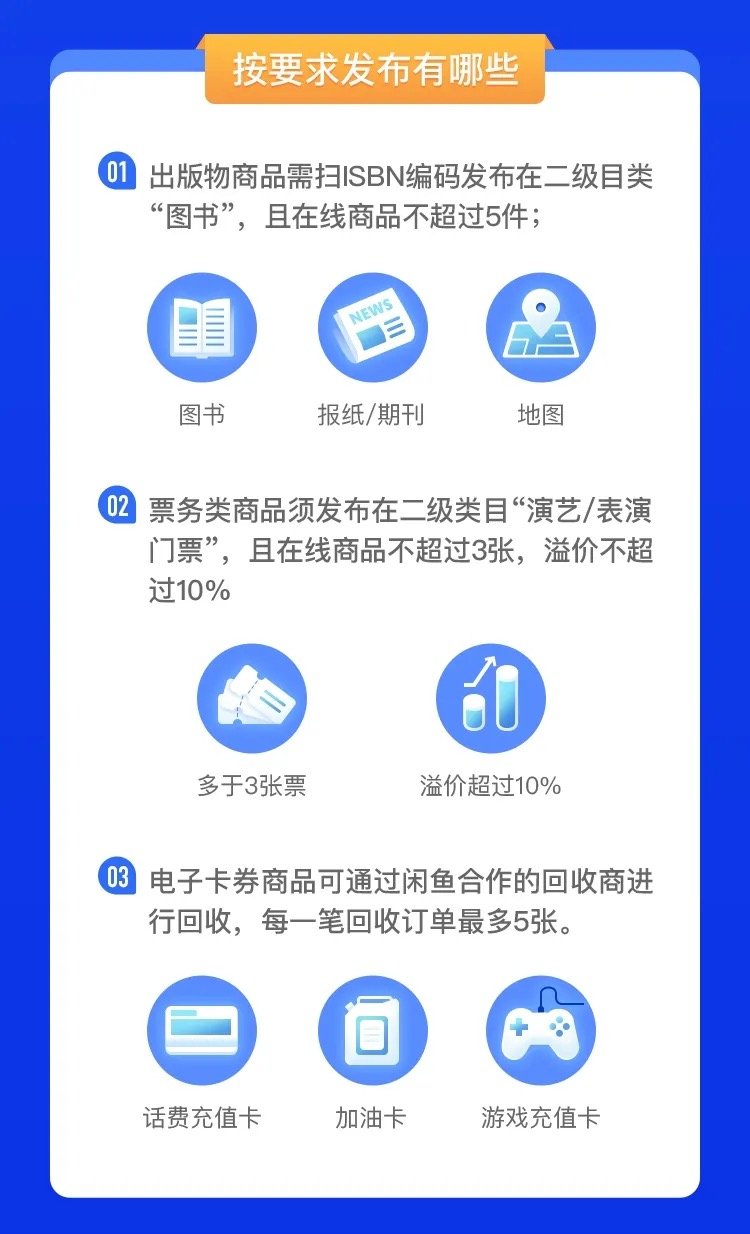 按要求发布有哪些
01
出版物商品需扫ISBN编码发布在二级目类
“图书”，且在线商品不超过5件；
NEWS
图书
报纸/期刊
地图
02
票务类商品须发布在二级类目“演艺/表演
门票”，且在线商品不超过3张，溢价不超
过10%
多于3张票
溢价超过10%
03
电子卡券商品可通过闲鱼合作的回收商进
行回收，每一笔回收订单最多5张。
话费充值卡
加油卡
游戏充值卡